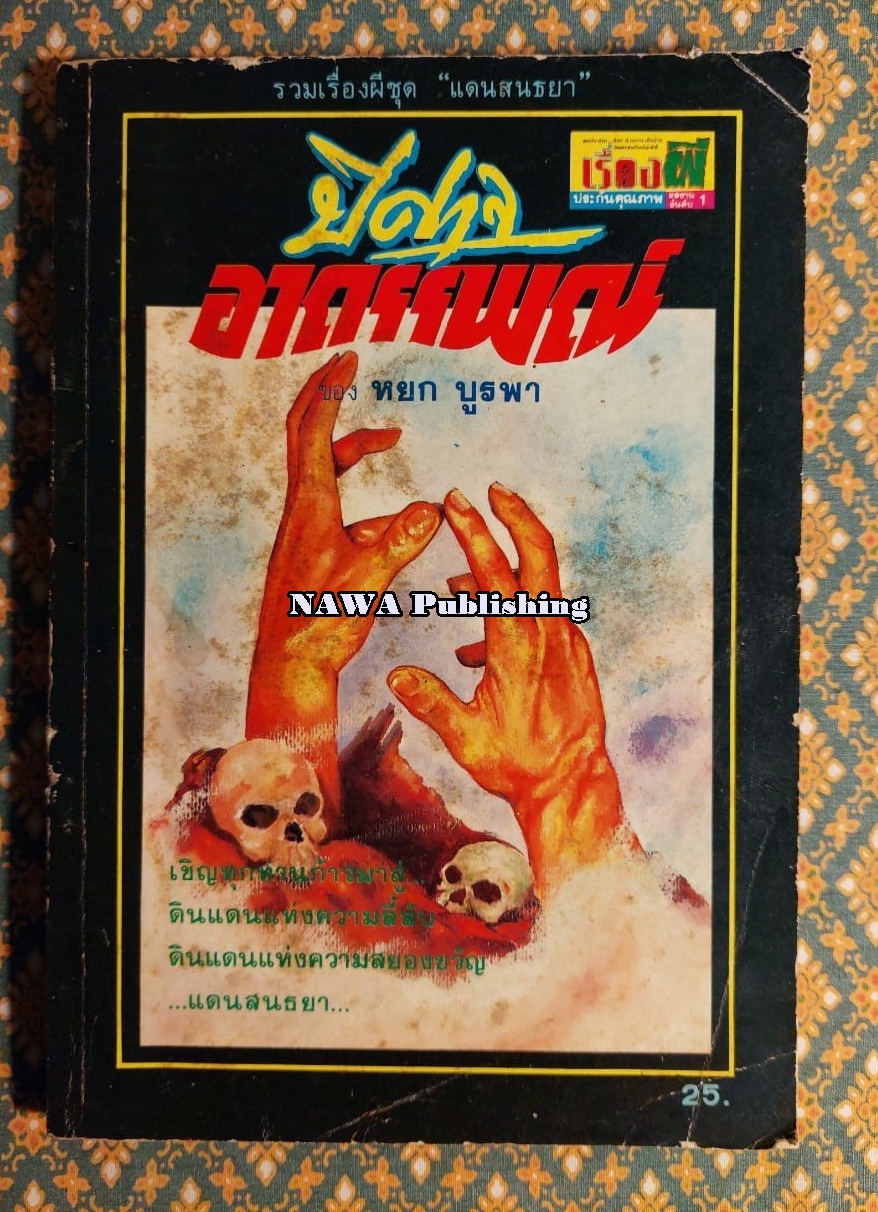 รวมเรื่องผีชุด “แดนสนธยา”
เรื่องผี
ประกันคุณภาพ
อันดับ 1
ปีศาจ
อาถรรพณ์
ของ หยก บูรพา
NAWA Publishing
เชิญทุกท่านก้าวมาสู่...
ดินแดนแห่งความลี้ลับ
ดินแดนแห่งความสยองขวัญ
...แดนสนธยา...
25.